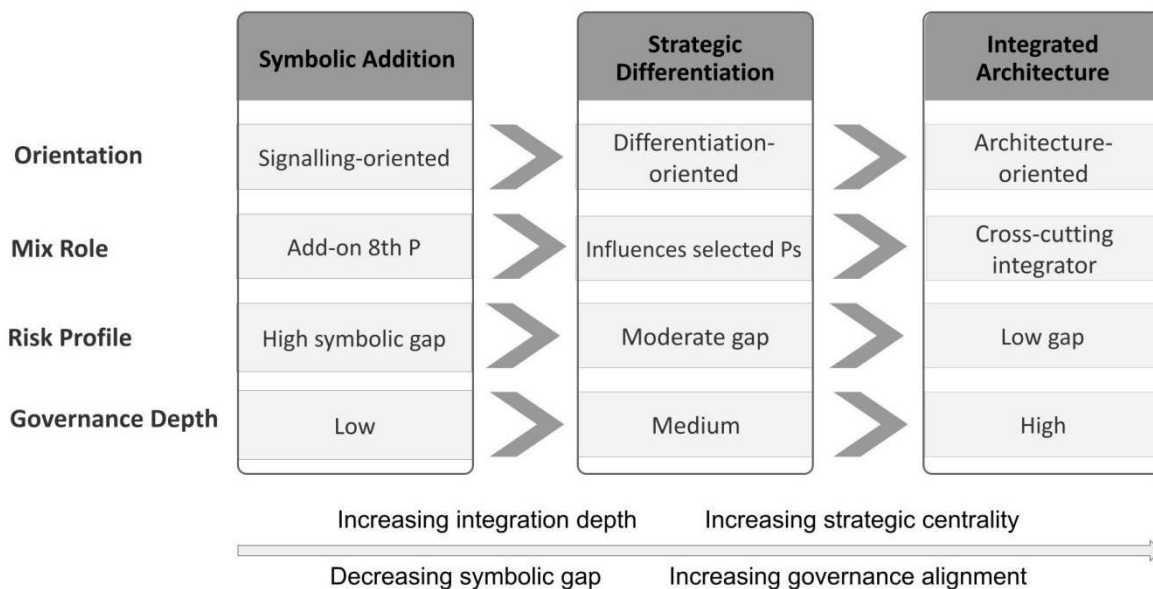 Symbolic Addition
Strategic
Differentiation
Integrated
Architecture
Orientation
Signalling-oriented
Differentiation-
oriented
Architecture-
oriented
Mix Role
Add-on 8th P
Influences selected Ps
Cross-cutting
integrator
Risk Profile
High symbolic gap
Moderate gap
Low gap
Governance Depth
Low
Medium
High
Increasing integration depth
Increasing strategic centrality
Decreasing symbolic gap
Increasing governance alignment